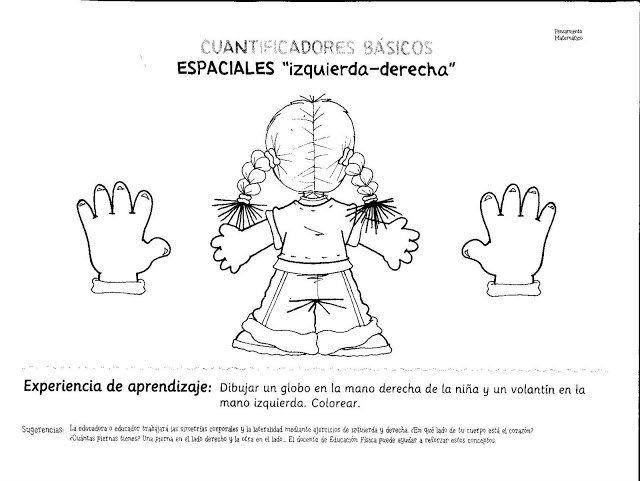 Pensamiento
Matemático
CUANTIFICADORES BÁSICOS
ESPACIALES "izquierda-derecha"
Experiencia de aprendizaje: Dibujar un globo en la mano derecha de la niña y un volantín en la
mano izquierda. Colorear.
Sugerencias: La educadora o educador trabajará las simetrías corporales y la lateralidad mediante ejercicios de izquierda y derecha. ¿En qué lado de tu cuerpo está el corazón?
¿Cuántas piernas tienes? Una pierna en el lado derecho y la otra en el lado... El docente de Educación Física puede ayudar a reforzar estos conceptos.